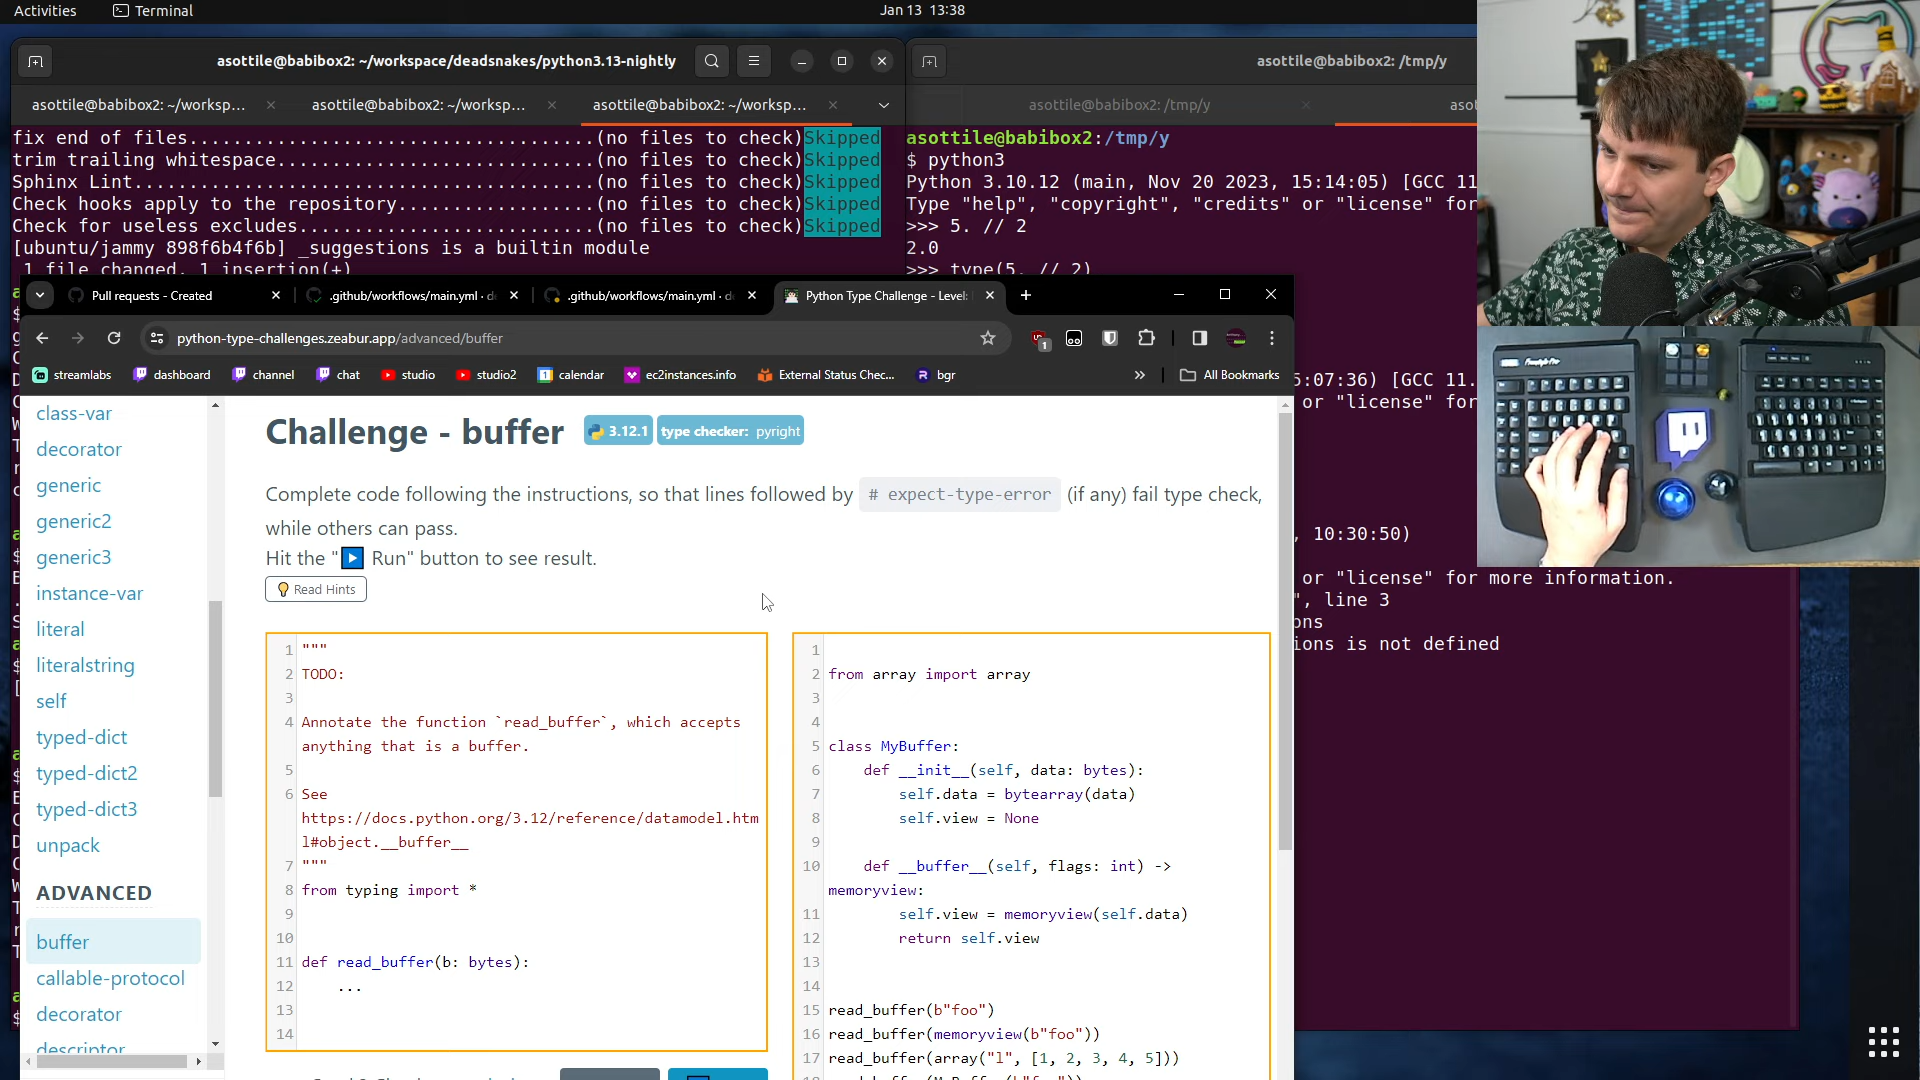 Activities
Terminal
Jan 13 13:38
asottile@babibox2: ~/workspace/deadsnakes/python3.13-nightly
asottile@babibox2: /tmp/y
asottile@babibox2: ~/worksp...
asottile@babibox2: ~/worksp...
asottile@babibox2: ~/worksp...
asottile@babibox2: /tmp/y
fix end of files....................................(no files to check)Skipped
trim trailing whitespace............................(no files to check)Skipped
Sphinx Lint.........................................(no files to check)Skipped
Check hooks apply to the repository.................(no files to check)Skipped
Check for useless excludes..........................(no files to check)Skipped
[ubuntu/jammy 898f6b4f6b] _suggestions is a builtin module
1 file changed, 1 insertion(+)
asottile@babibox2:/tmp/y
$ python3
Python 3.10.12 (main, Nov 20 2023, 15:14:05) [GCC 11
Type "help", "copyright", "credits" or "license" for
>>> 5. // 2
2.0
>>> type(5. // 2)
5:07:36) [GCC 11.
or "license" for
, 10:30:50)
or "license" for more information.
", line 3
ons
ions is not defined
Pull requests - Created
.github/workflows/main.yml · d
.github/workflows/main.yml · d
Python Type Challenge - Level:
python-type-challenges.zeabur.app/advanced/buffer
1
streamlabs
dashboard
channel
chat
studio
studio2
calendar
ec2instances.info
External Status Chec...
bgr
»
All Bookmarks
class-var
decorator
generic
generic2
generic3
instance-var
literal
literalstring
self
typed-dict
typed-dict2
typed-dict3
unpack
ADVANCED
buffer
callable-protocol
decorator
descriptor
Challenge - buffer
3.12.1
type checker: pyright
Complete code following the instructions, so that lines followed by # expect-type-error (if any) fail type check,
while others can pass.
Hit the "▶ Run" button to see result.
Read Hints
1 """
2 TODO:
3
4 Annotate the function `read_buffer`, which accepts
anything that is a buffer.
5
6 See
https://docs.python.org/3.12/reference/datamodel.htm
l#object.__buffer__
7 """
8 from typing import *
9
10
11 def read_buffer(b: bytes):
12     ...
13
14
1
2 from array import array
3
4
5 class MyBuffer:
6     def __init__(self, data: bytes):
7         self.data = bytearray(data)
8         self.view = None
9
10     def __buffer__(self, flags: int) ->
memoryview:
11         self.view = memoryview(self.data)
12         return self.view
13
14
15 read_buffer(b"foo")
16 read_buffer(memoryview(b"foo"))
17 read_buffer(array("l", [1, 2, 3, 4, 5]))